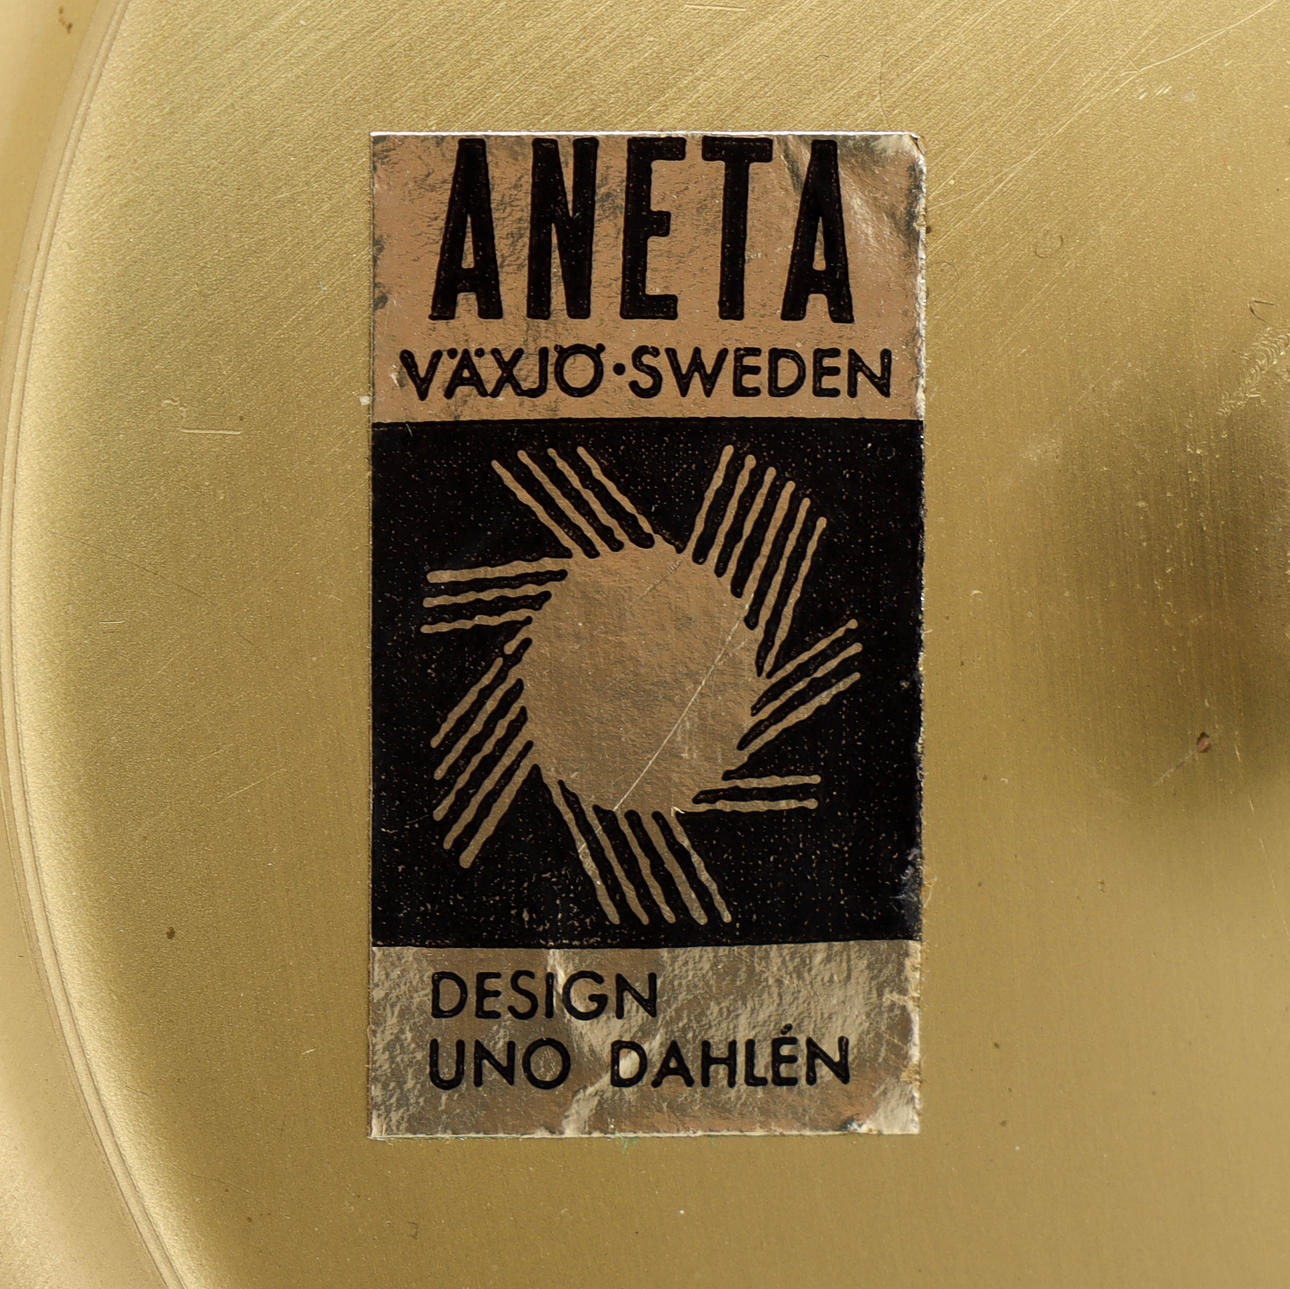 ANETA
VÄXJÖ·SWEDEN
DESIGN
UNO DAHLÉN